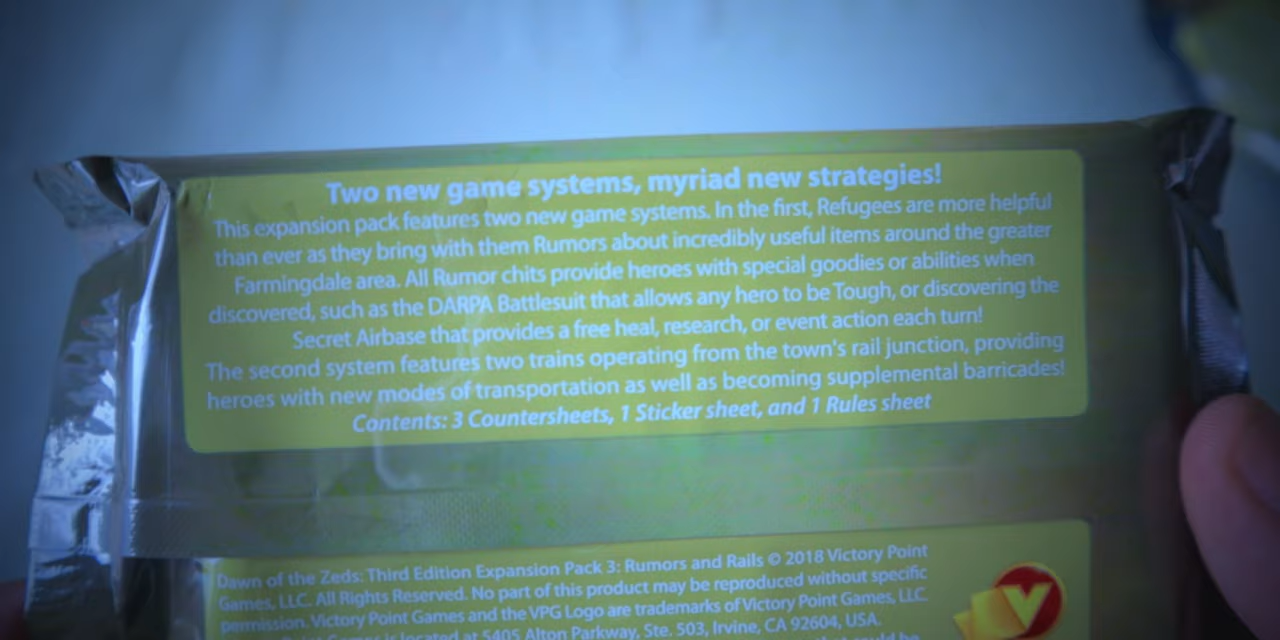 Two new game systems, myriad new strategies!
This expansion pack features two new game systems. In the first, Refugees are more helpful
than ever as they bring with them Rumors about incredibly useful items around the greater
Farmingdale area. All Rumor chits provide heroes with special goodies or abilities when
discovered, such as the DARPA Battlesuit that allows any hero to be Tough, or discovering the
Secret Airbase that provides a free heal, research, or event action each turn!
The second system features two trains operating from the town's rail junction, providing
heroes with new modes of transportation as well as becoming supplemental barricades!
Contents: 3 Countersheets, 1 Sticker sheet, and 1 Rules sheet
Dawn of the Zeds: Third Edition Expansion Pack 3: Rumors and Rails © 2018 Victory Point
Games, LLC. All Rights Reserved. No part of this product may be reproduced without specific
permission. Victory Point Games and the VPG Logo are trademarks of Victory Point Games, LLC.
Point Games is located at 5405 Alton Parkway, Ste. 503, Irvine, CA 92604, USA.
that could be
V